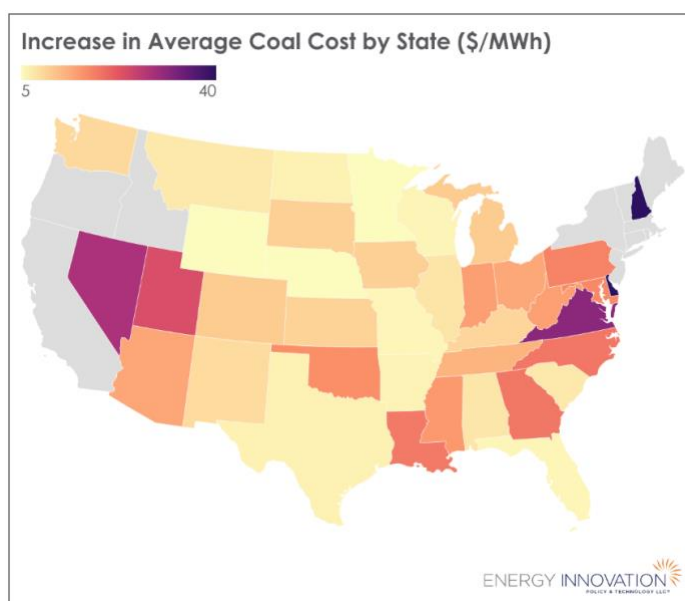 Increase in Average Coal Cost by State ($/MWh)
5 40
ENERGY INNOVATION
POLICY & TECHNOLOGY LLC®